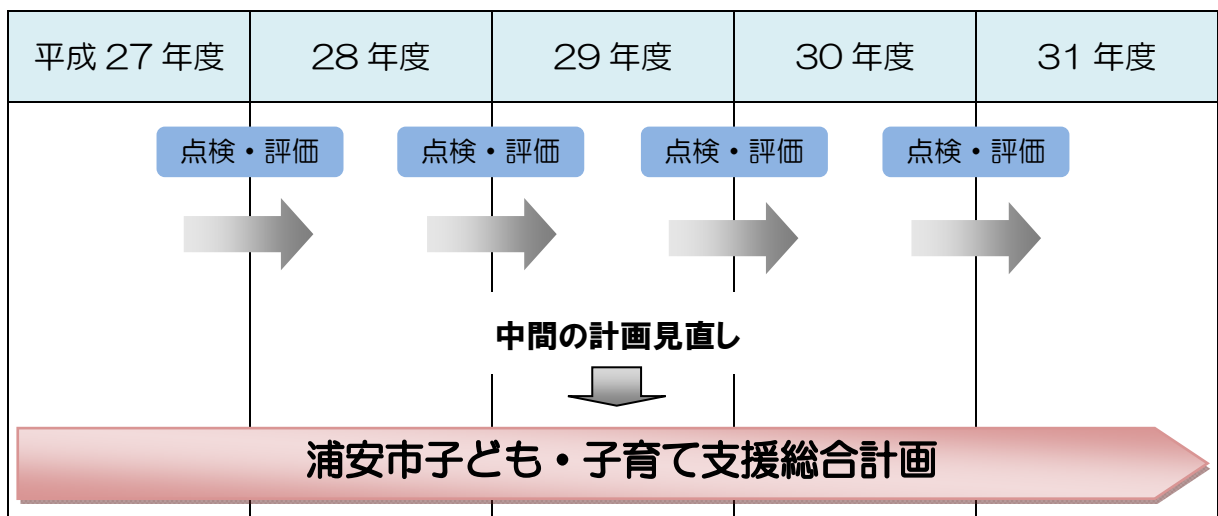 平成 27 年度 28 年度 29 年度 30 年度 31 年度
点検・評価 点検・評価 点検・評価 点検・評価
中間の計画見直し
浦安市子ども・子育て支援総合計画